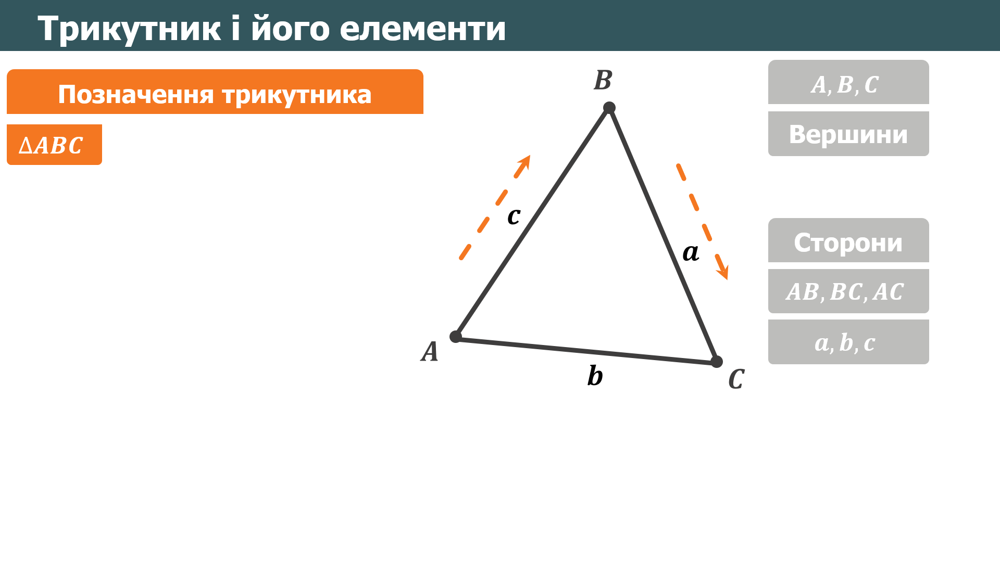 Трикутник і його елементи
Позначення трикутника
ΔABC
B
c
a
A
b
C
A, B, C
Вершини
Сторони
AB, BC, AC
a, b, c